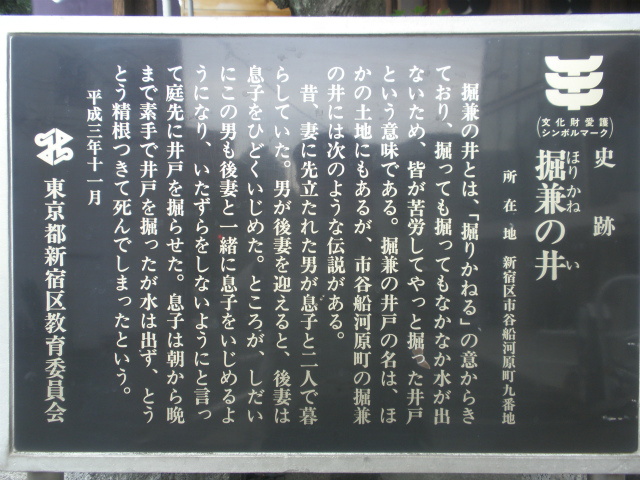 文化財愛護
シンボルマーク
史跡
ほりかね い
堀兼の井
所在地 新宿区市谷船河原町九番地
堀兼の井とは、「堀りかねる」の意からき
ており、掘っても掘ってもなかなか水が出
ないため、皆が苦労してやっと掘った井戸
という意味である。堀兼の井戸の名は、ほ
かの土地にもあるが、市谷船河原町の堀兼
の井には次のような伝説がある。
昔、妻に先立たれた男が息子と二人で暮
らしていた。男が後妻を迎えると、後妻は
息子をひどくいじめた。ところが、しだい
にこの男も後妻と一緒に息子をいじめるよ
うになり、いたずらをしないようにと言っ
て庭先に井戸を掘らせた。息子は朝から晩
まで素手で井戸を掘ったが水は出ず、とう
とう精根つきて死んでしまったという。
平成三年十一月
東京都新宿区教育委員会